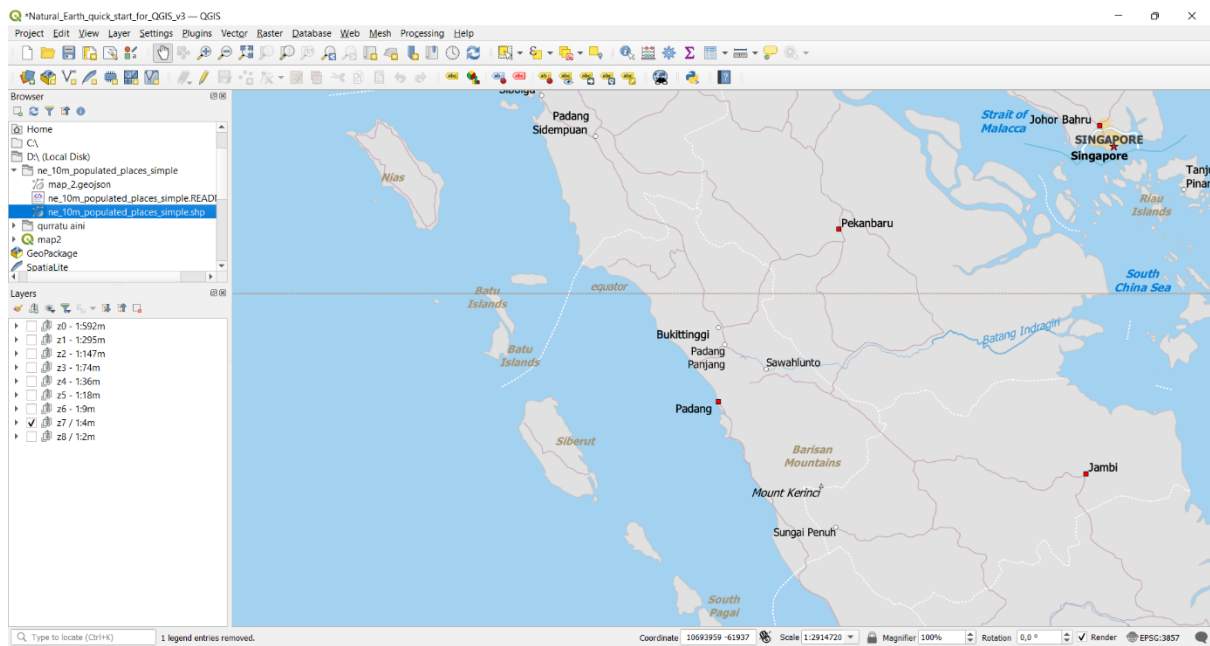 *Natural_Earth_quick_start_for_QGIS_v3 — QGIS
Project Edit View Layer Settings Plugins Vector Raster Database Web Mesh Processing Help
Browser
Home
C:\
D:\ (Local Disk)
ne_10m_populated_places_simple
map_2.geojson
ne_10m_populated_places_simple.READ
ne_10m_populated_places_simple.shp
qurratu aini
map2
GeoPackage
SpatiaLite
Layers
z0 - 1:592m
z1 - 1:295m
z2 - 1:147m
z3 - 1:74m
z4 - 1:36m
z5 - 1:18m
z6 - 1:9m
z7 / 1:4m
z8 / 1:2m
Sibolga
Padang
Sidempuan
Nias
Strait of
Malacca
Johor Bahru
SINGAPORE
Singapore
Tanju
Pinan
Riau
Islands
Pekanbaru
South
China Sea
equator
Batu
Islands
Batu
Islands
Bukittinggi
Padang
Panjang
Sawahlunto
Batang Indragiri
Padang
Siberut
Barisan
Mountains
Mount Kerinci
Jambi
Sungai Penuh
South
Pagai
Type to locate (Ctrl+K)
1 legend entries removed.
Coordinate 10693959 -61937
Scale 1:2914720
Magnifier 100%
Rotation 0,0 °
Render
EPSG:3857